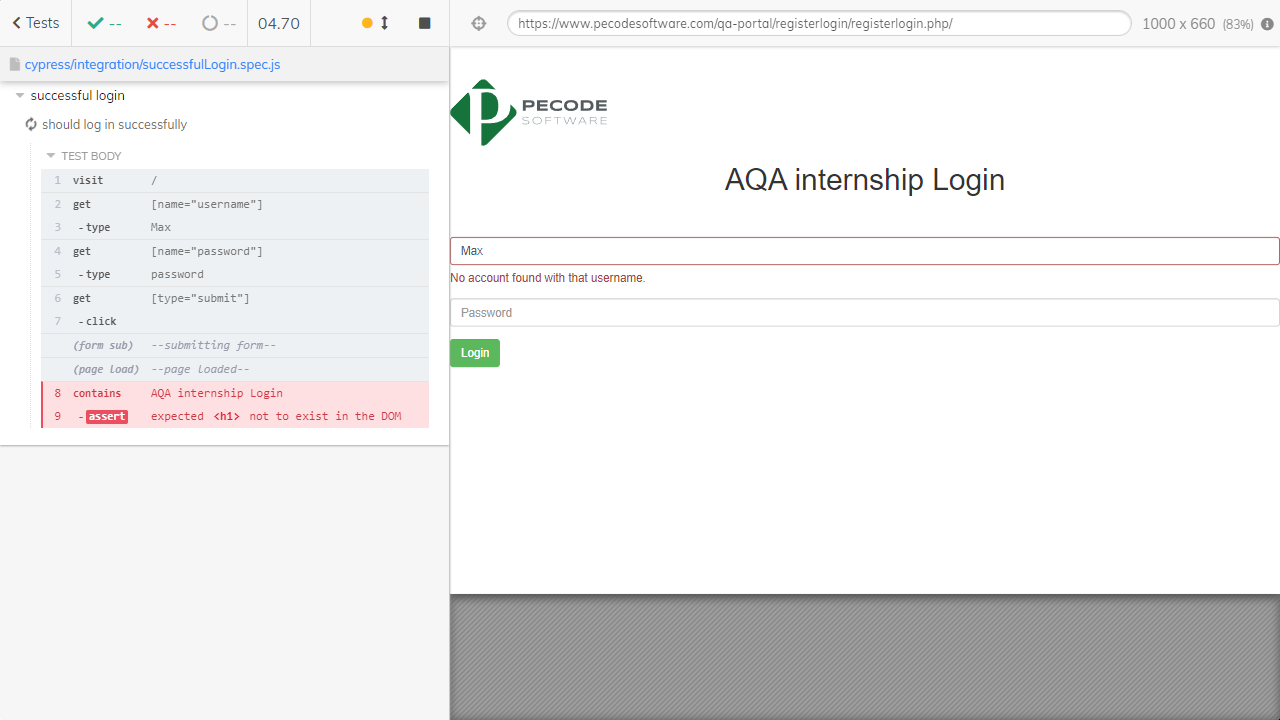 Tests -- -- -- 04.70
https://www.pecodesoftware.com/qa-portal/registerlogin/registerlogin.php/ 1000 x 660 (83%)
cypress/integration/successfulLogin.spec.js
successful login
should log in successfully
TEST BODY
1 visit /
2 get [name="username"]
3 -type Max
4 get [name="password"]
5 -type password
6 get [type="submit"]
7 -click
(form sub) --submitting form--
(page load) --page loaded--
8 contains AQA internship Login
9 -assert expected <h1> not to exist in the DOM
P PECODE
SOFTWARE
AQA internship Login
Max
No account found with that username.
Password
Login